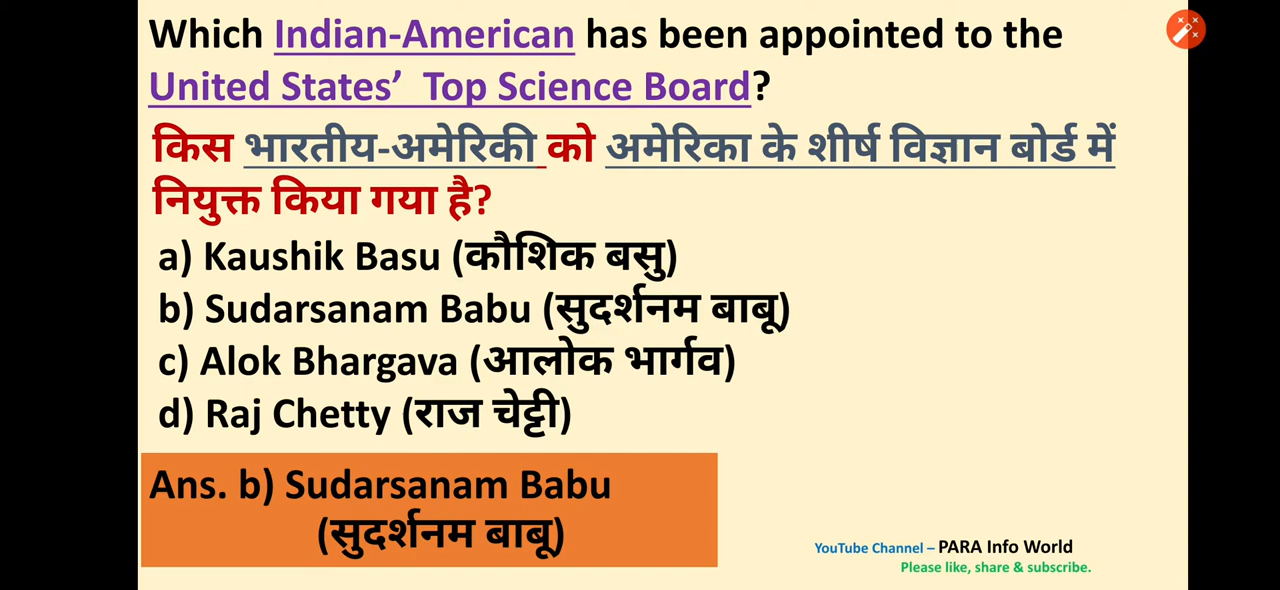 Which Indian-American has been appointed to the
United States’ Top Science Board?
किस भारतीय-अमेरिकी को अमेरिका के शीर्ष विज्ञान बोर्ड में
नियुक्त किया गया है?
a) Kaushik Basu (कौशिक बसु)
b) Sudarsanam Babu (सुदर्शनम बाबू)
c) Alok Bhargava (आलोक भार्गव)
d) Raj Chetty (राज चेट्टी)
Ans. b) Sudarsanam Babu
(सुदर्शनम बाबू)
YouTube Channel – PARA Info World
Please like, share & subscribe.